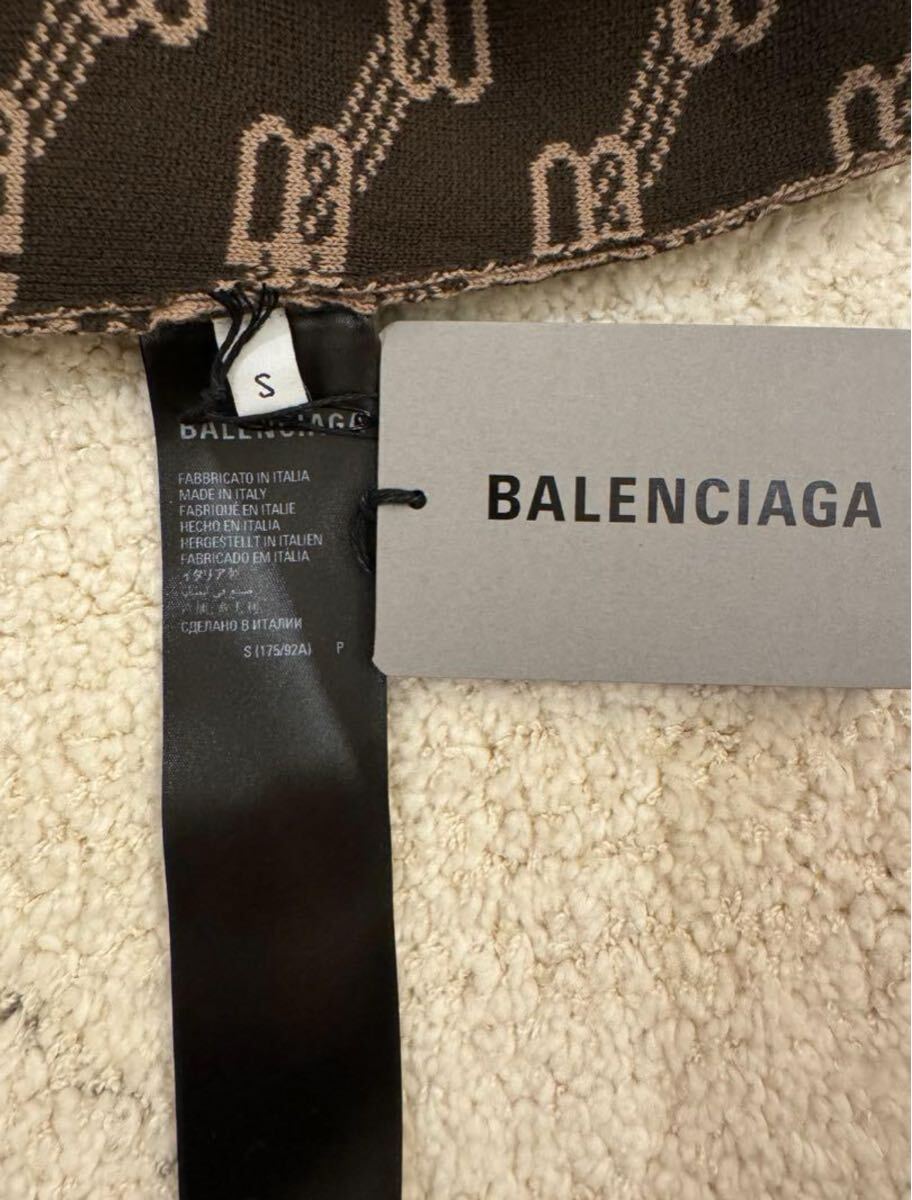 S
BALENCIAGA
FABBRICATO IN ITALIA
MADE IN ITALY
FABRIQUÉ EN ITALIE
HECHO EN ITALIA
HERGESTELLT IN ITALIEN
FABRICADO EM ITÁLIA
イタリア製
СДЕЛАНО В ИТАЛИИ
S (175/92A) P
BALENCIAGA